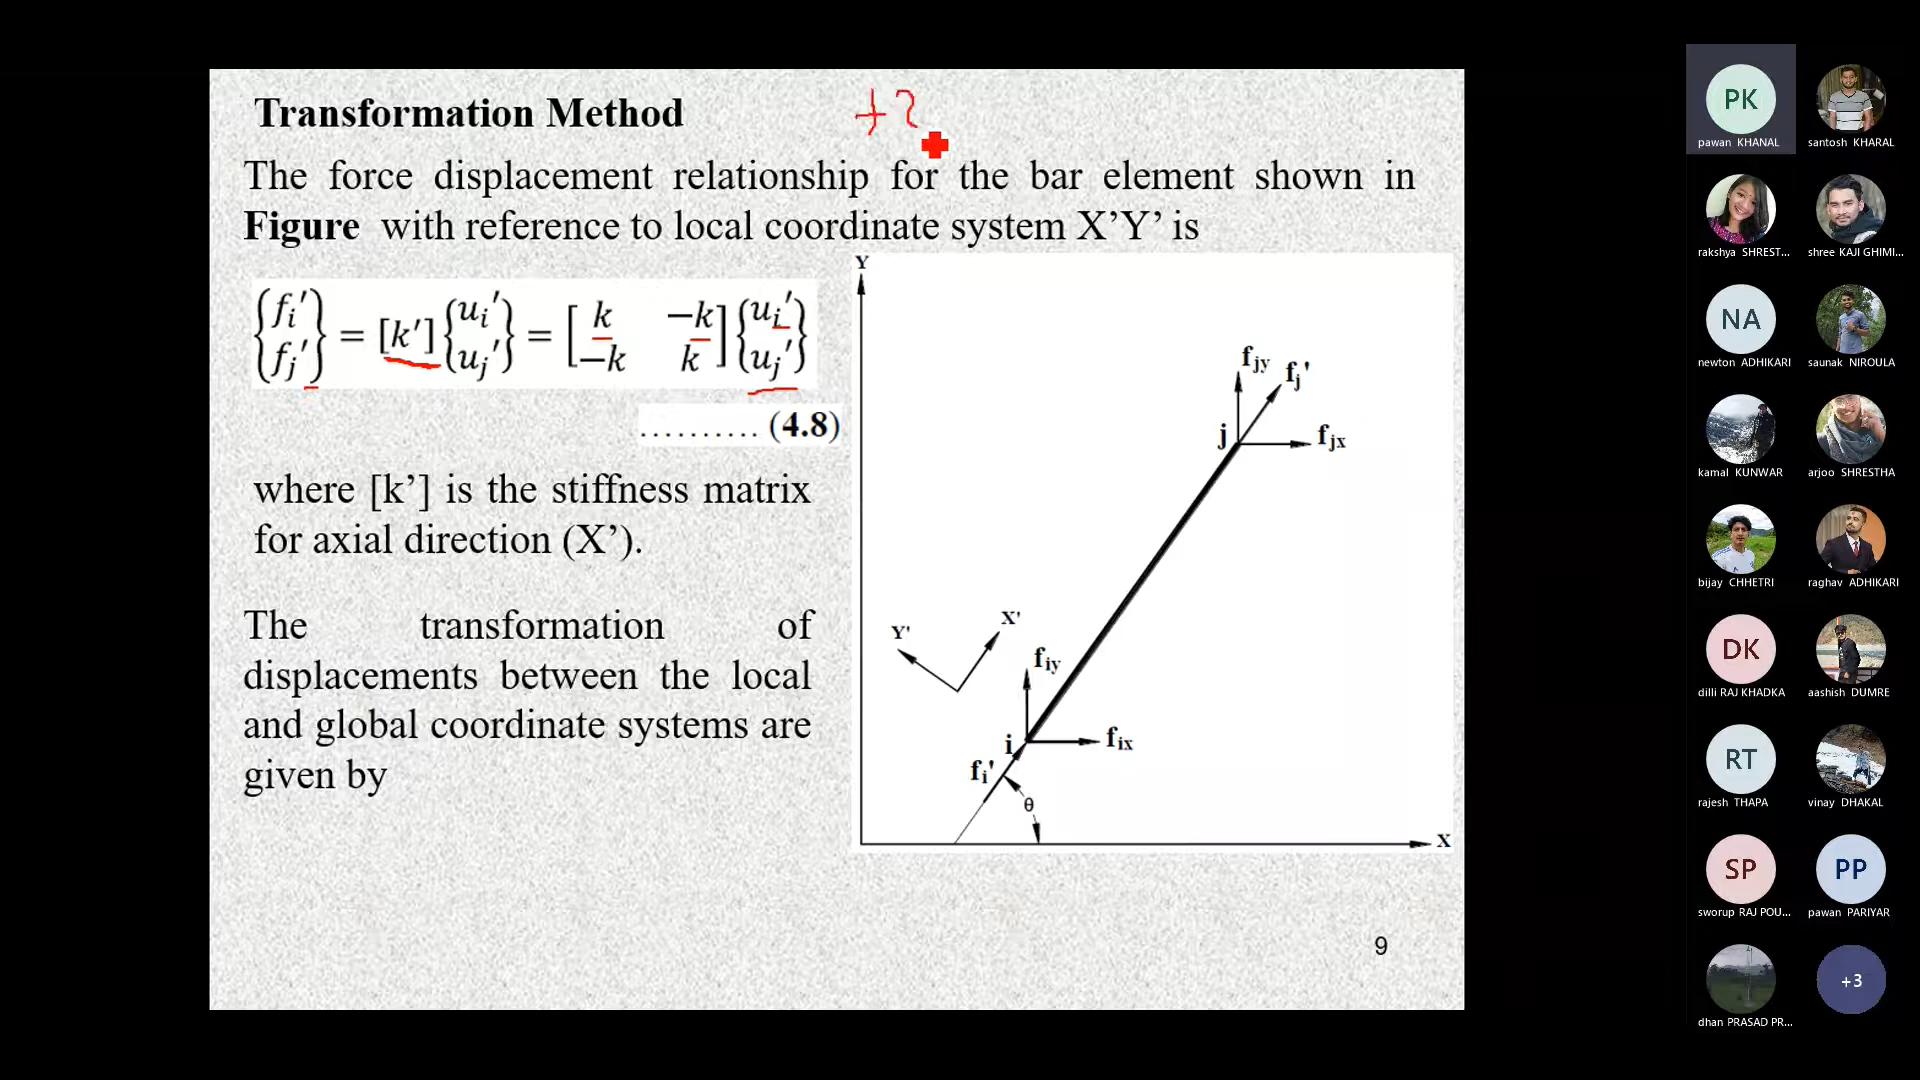 Transformation Method
+2
The force displacement relationship for the bar element shown in
Figure with reference to local coordinate system X’Y’ is
{fi' fj'} = [k']{ui' uj'} = [k −k −k k]{ui' uj'}
.......... (4.8)
where [k’] is the stiffness matrix
for axial direction (X’).
The transformation of
displacements between the local
and global coordinate systems are
given by
Y
fjy
fj'
j
fjx
Y'
X'
fiy
i
fix
fi'
θ
X
9
PK
pawan KHANAL
santosh KHARAL
rakshya SHREST...
shree KAJI GHIMI...
NA
newton ADHIKARI
saunak NIROULA
kamal KUNWAR
arjoo SHRESTHA
bijay CHHETRI
raghav ADHIKARI
DK
dilli RAJ KHADKA
aashish DUMRE
RT
rajesh THAPA
vinay DHAKAL
SP
sworup RAJ POU...
PP
pawan PARIYAR
dhan PRASAD PR...
+3